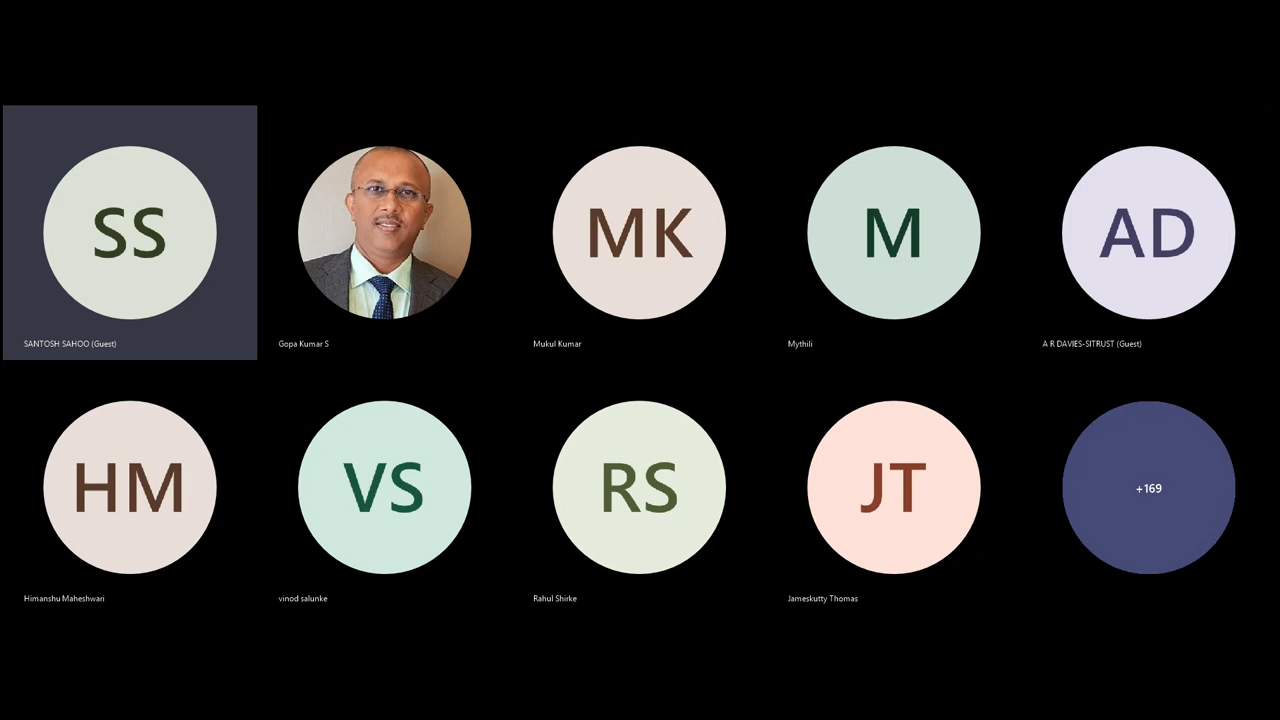 SS
MK
M
AD
SANTOSH SAHOO (Guest)
Gopa Kumar S
Mukul Kumar
Mythili
A R DAVIES-SITRUST (Guest)
HM
VS
RS
JT
+169
Himanshu Maheshwari
vinod salunke
Rahul Shirke
Jameskutty Thomas